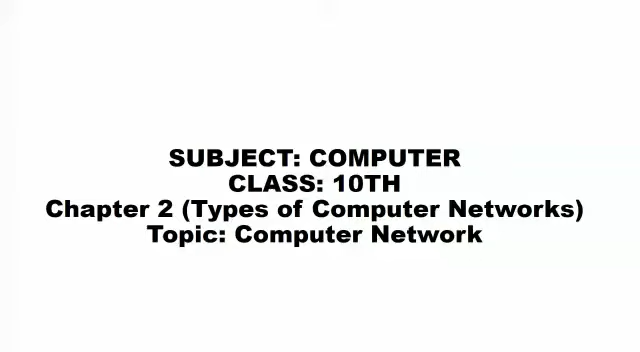 SUBJECT: COMPUTER
CLASS: 10TH
Chapter 2 (Types of Computer Networks)
Topic: Computer Network